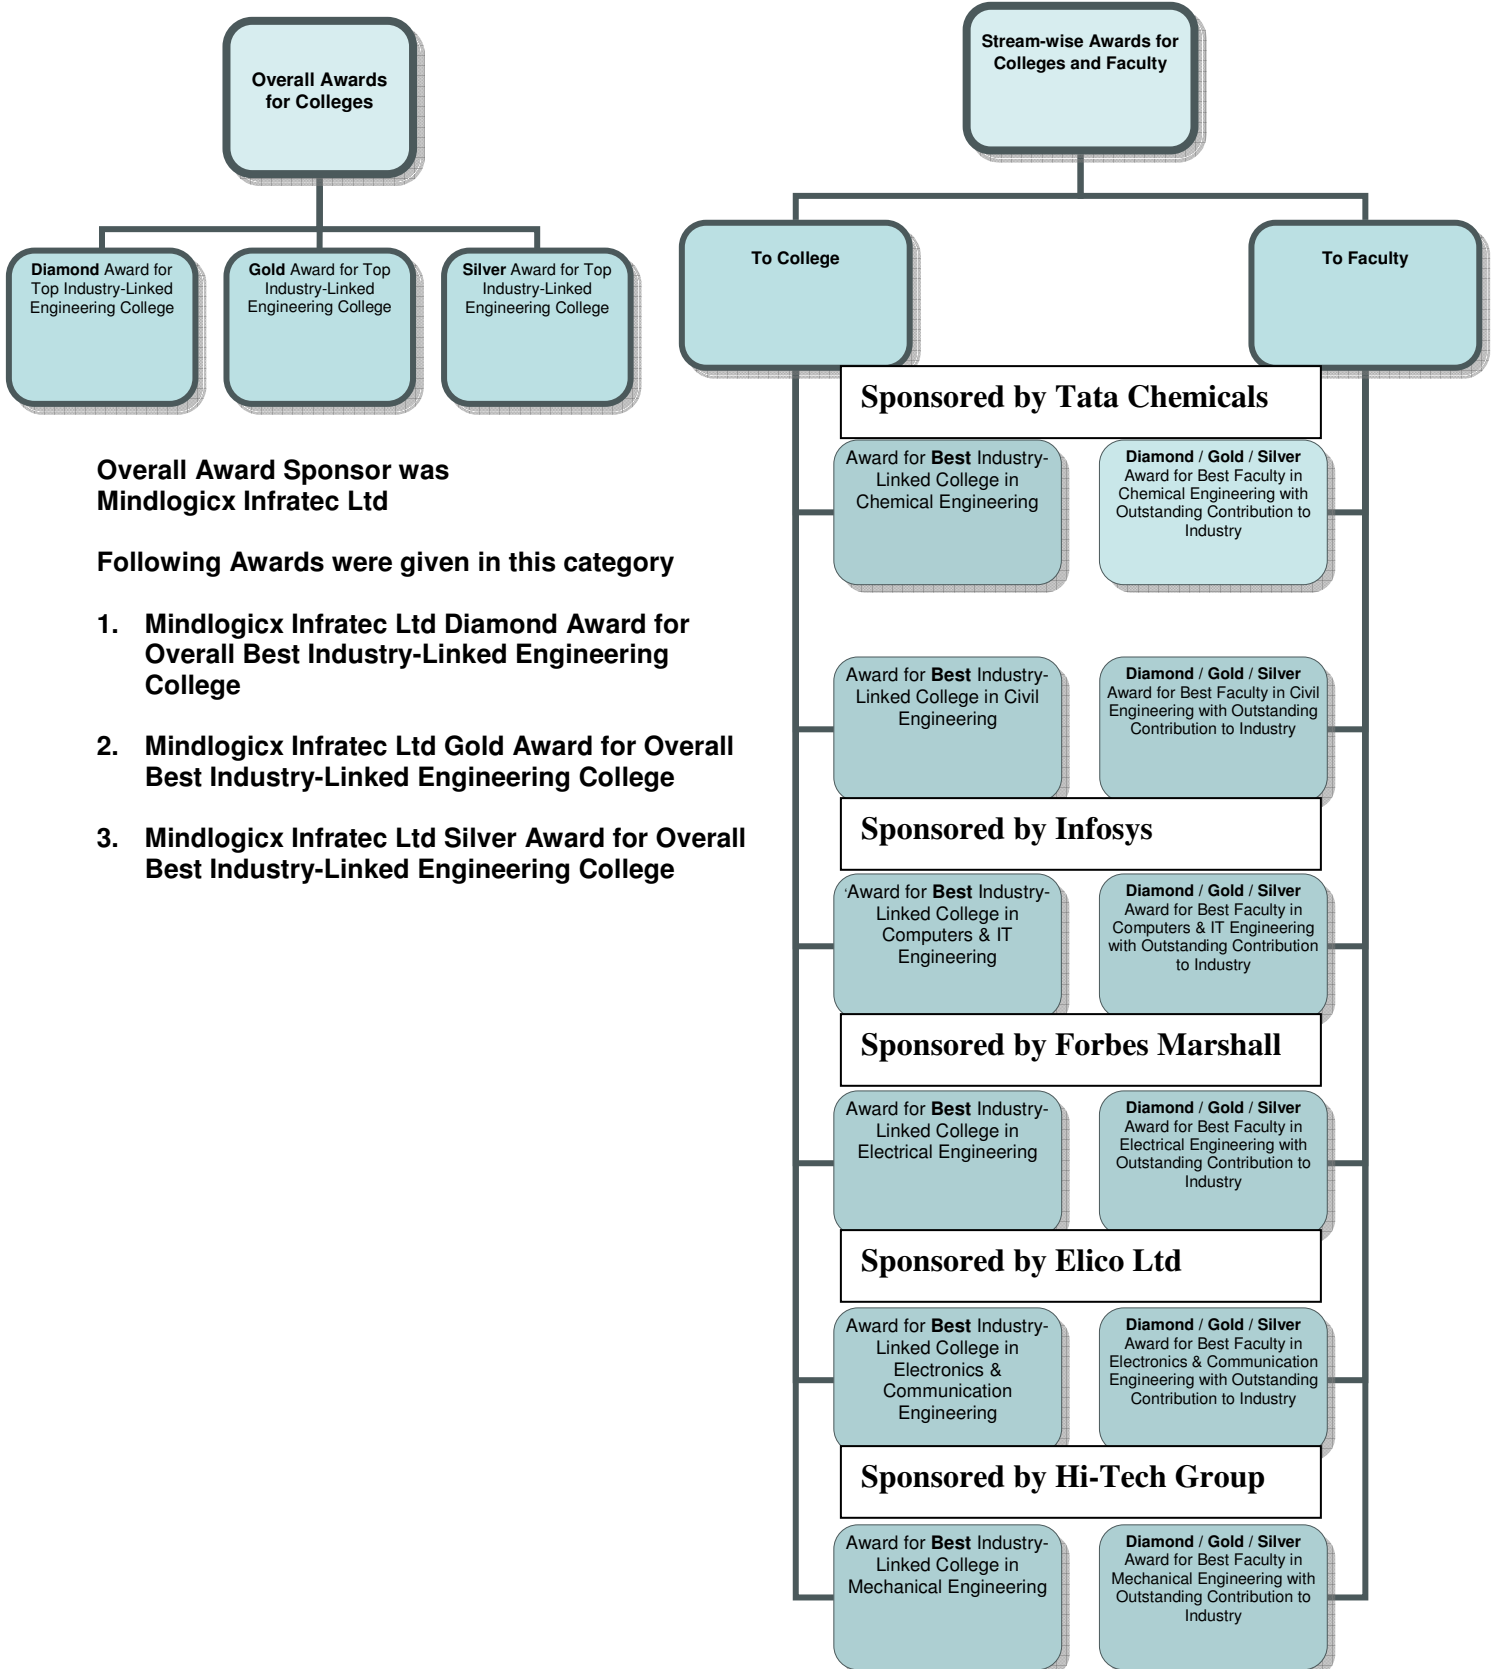 Overall Awards
for Colleges
Diamond Award for
Top Industry-Linked
Engineering College
Gold Award for Top
Industry-Linked
Engineering College
Silver Award for Top
Industry-Linked
Engineering College
Overall Award Sponsor was
Mindlogicx Infratec Ltd
Following Awards were given in this category
1. Mindlogicx Infratec Ltd Diamond Award for
Overall Best Industry-Linked Engineering
College
2. Mindlogicx Infratec Ltd Gold Award for Overall
Best Industry-Linked Engineering College
3. Mindlogicx Infratec Ltd Silver Award for Overall
Best Industry-Linked Engineering College
Stream-wise Awards for
Colleges and Faculty
To College
To Faculty
Sponsored by Tata Chemicals
Award for Best Industry-
Linked College in
Chemical Engineering
Diamond / Gold / Silver
Award for Best Faculty in
Chemical Engineering with
Outstanding Contribution to
Industry
Award for Best Industry-
Linked College in Civil
Engineering
Diamond / Gold / Silver
Award for Best Faculty in Civil
Engineering with Outstanding
Contribution to Industry
Sponsored by Infosys
Award for Best Industry-
Linked College in
Computers & IT
Engineering
Diamond / Gold / Silver
Award for Best Faculty in
Computers & IT Engineering
with Outstanding Contribution
to Industry
Sponsored by Forbes Marshall
Award for Best Industry-
Linked College in
Electrical Engineering
Diamond / Gold / Silver
Award for Best Faculty in
Electrical Engineering with
Outstanding Contribution to
Industry
Sponsored by Elico Ltd
Award for Best Industry-
Linked College in
Electronics &
Communication
Engineering
Diamond / Gold / Silver
Award for Best Faculty in
Electronics & Communication
Engineering with Outstanding
Contribution to Industry
Sponsored by Hi-Tech Group
Award for Best Industry-
Linked College in
Mechanical Engineering
Diamond / Gold / Silver
Award for Best Faculty in
Mechanical Engineering with
Outstanding Contribution to
Industry